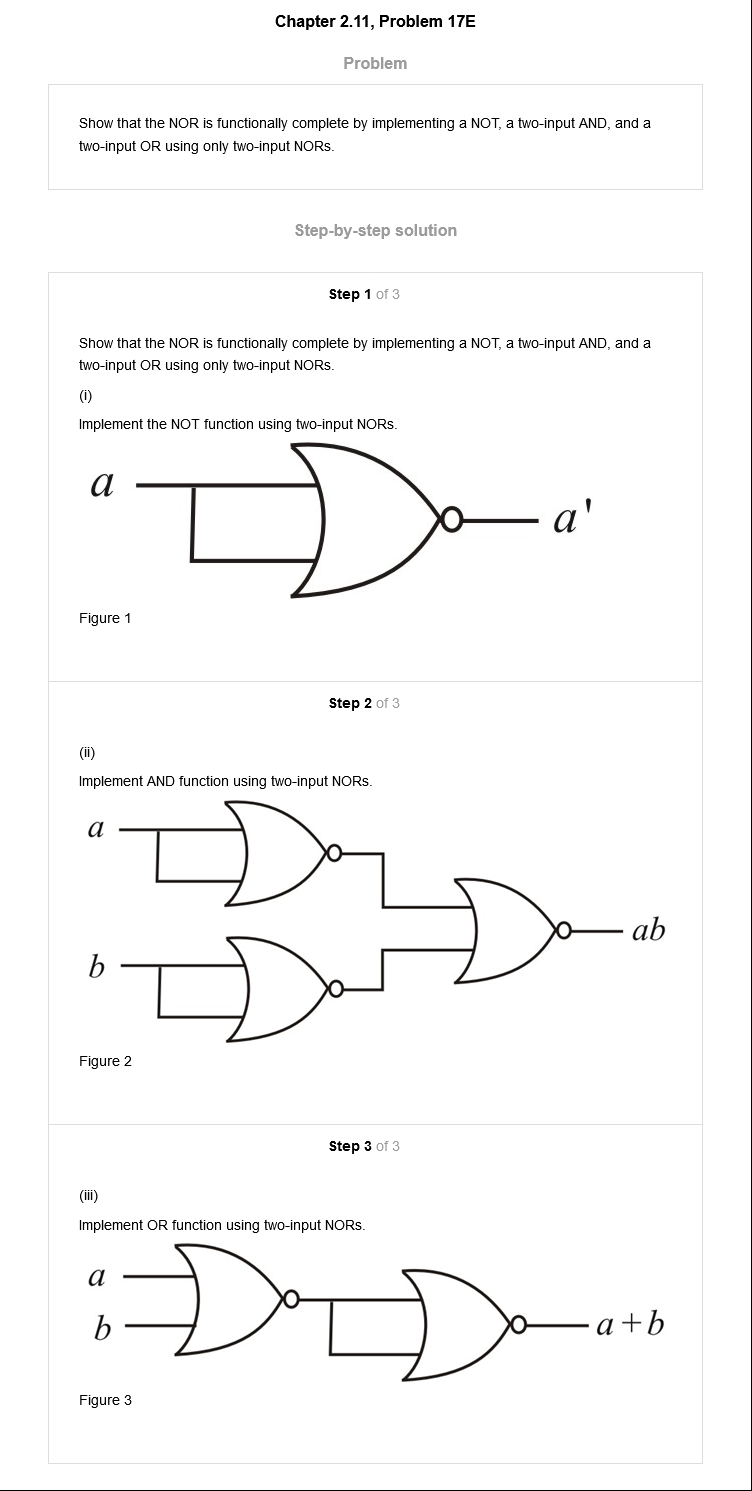 Chapter 2.11, Problem 17E
Problem
Show that the NOR is functionally complete by implementing a NOT, a two-input AND, and a
two-input OR using only two-input NORs.
Step-by-step solution
Step 1 of 3
Show that the NOR is functionally complete by implementing a NOT, a two-input AND, and a
two-input OR using only two-input NORs.
(i)
Implement the NOT function using two-input NORs.
a
a'
Figure 1
Step 2 of 3
(ii)
Implement AND function using two-input NORs.
a
ab
b
Figure 2
Step 3 of 3
(iii)
Implement OR function using two-input NORs.
a
b
a+b
Figure 3